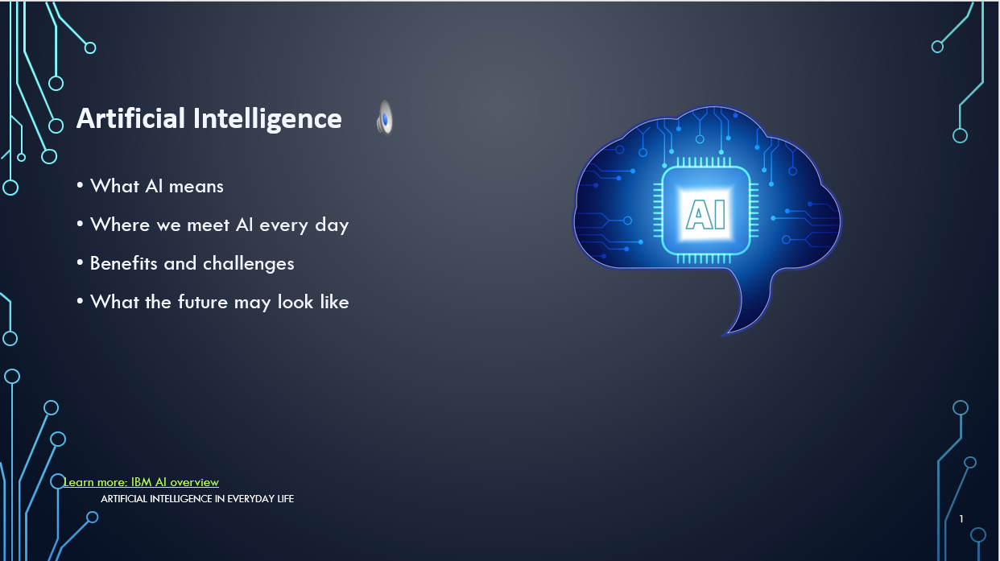 Artificial Intelligence
• What AI means
• Where we meet AI every day
• Benefits and challenges
• What the future may look like
AI
Learn more: IBM AI overview
ARTIFICIAL INTELLIGENCE IN EVERYDAY LIFE
1